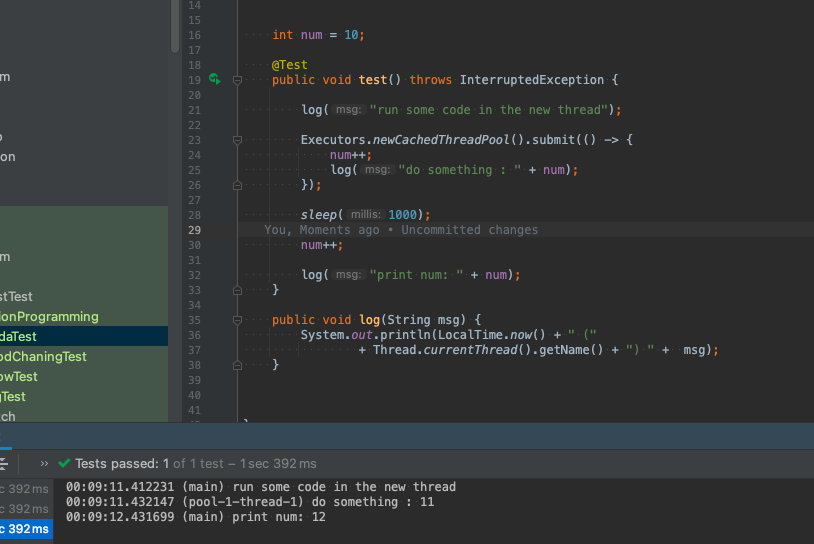 14
15
16 int num = 10;
17
18 @Test
19 public void test() throws InterruptedException {
20
21 log( msg: "run some code in the new thread");
22
23 Executors.newCachedThreadPool().submit(() -> {
24 num++;
25 log( msg: "do something : " + num);
26 });
27
28 sleep( millis: 1000);
29 You, Moments ago • Uncommitted changes
30 num++;
31
32 log( msg: "print num: " + num);
33 }
34
35 public void log(String msg) {
36 System.out.println(LocalTime.now() + " ("
37 + Thread.currentThread().getName() + ") " + msg);
38 }
39
40
41
m
on
m
stTest
ionProgramming
daTest
odChaningTest
owTest
gTest
tch
» Tests passed: 1 of 1 test – 1 sec 392 ms
c 392 ms 00:09:11.412231 (main) run some code in the new thread
c 392 ms 00:09:11.432147 (pool-1-thread-1) do something : 11
c 392 ms 00:09:12.431699 (main) print num: 12